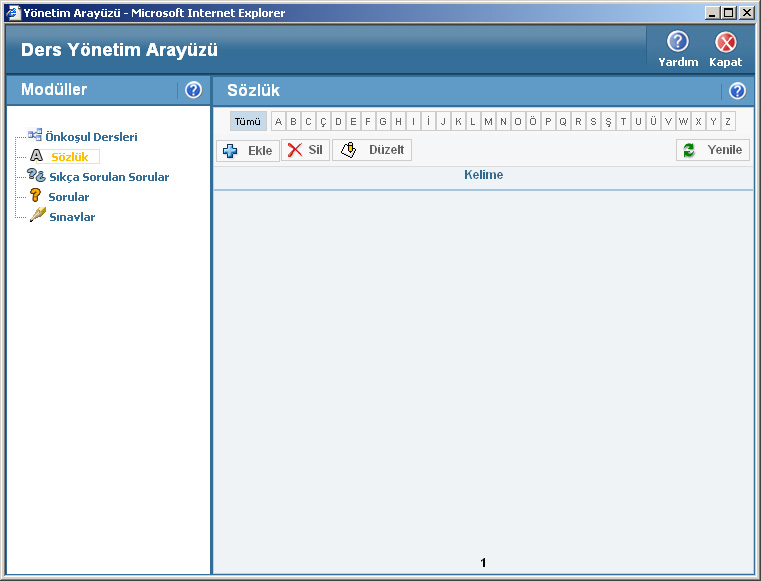 Yönetim Arayüzü - Microsoft Internet Explorer
Ders Yönetim Arayüzü
Yardım Kapat
Modüller
Sözlük
Önkoşul Dersleri
Sözlük
Sıkça Sorulan Sorular
Sorular
Sınavlar
Tümü A B C Ç D E F G H I İ J K L M N O Ö P Q R S Ş T U Ü V W X Y Z
Ekle Sil Düzelt Yenile
Kelime
1